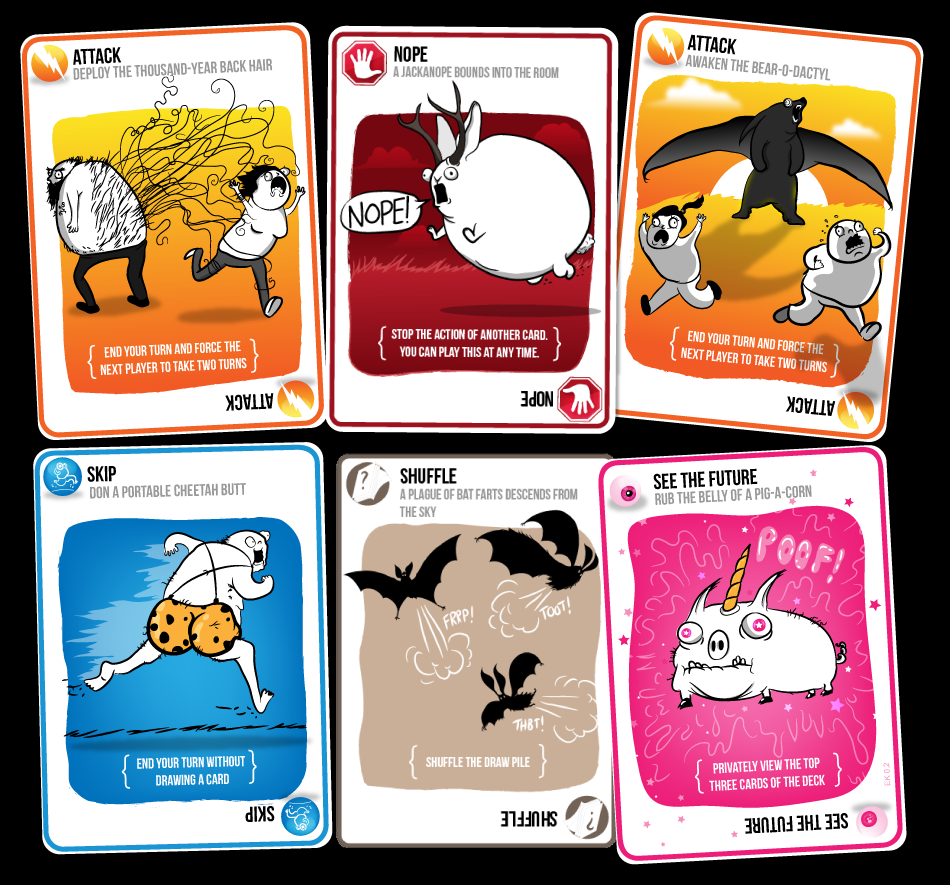 ATTACK
DEPLOY THE THOUSAND-YEAR BACK HAIR
END YOUR TURN AND FORCE THE
NEXT PLAYER TO TAKE TWO TURNS
ATTACK
NOPE
A JACKANOPE BOUNDS INTO THE ROOM
NOPE!
STOP THE ACTION OF ANOTHER CARD.
YOU CAN PLAY THIS AT ANY TIME.
NOPE
ATTACK
AWAKEN THE BEAR-O-DACTYL
END YOUR TURN AND FORCE THE
NEXT PLAYER TO TAKE TWO TURNS
ATTACK
SKIP
DON A PORTABLE CHEETAH BUTT
END YOUR TURN WITHOUT
DRAWING A CARD
SKIP
?
SHUFFLE
A PLAGUE OF BAT FARTS DESCENDS FROM
THE SKY
FRRP!
TOOT!
THBT!
SHUFFLE THE DRAW PILE
SHUFFLE
?
SEE THE FUTURE
RUB THE BELLY OF A PIG-A-CORN
POOF!
PRIVATELY VIEW THE TOP
THREE CARDS OF THE DECK
EK 0.2
SEE THE FUTURE